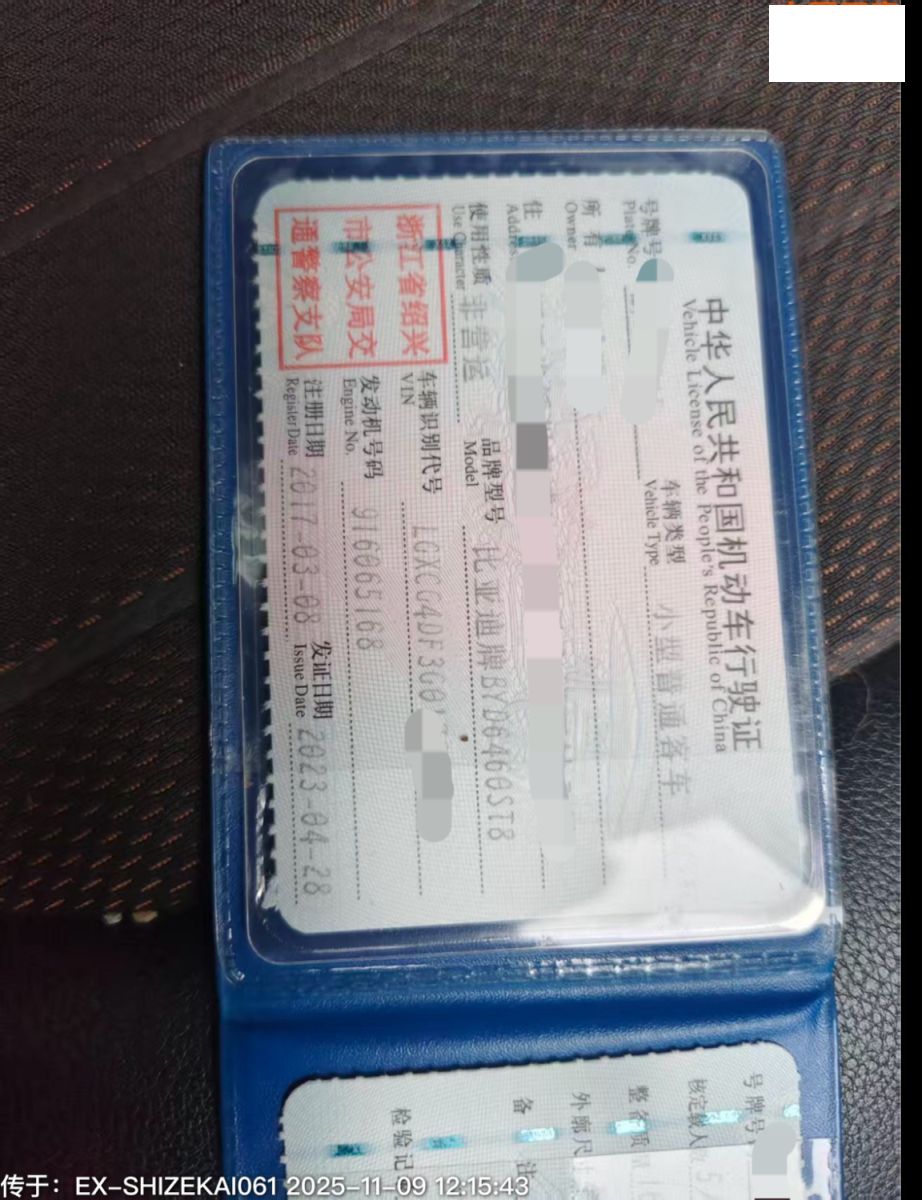 中华人民共和国机动车行驶证
Vehicle License of the People's Republic of China
号牌号
Plate No.
车辆类型 小型普通客车
Vehicle Type
所有
Owner
住
Address
使用性质 非营运
Use Character
品牌型号 比亚迪牌BYD6460ST8
Model
浙江省绍兴
市公安局交
通警察支队
车辆识别代号 LGXCG4DF3G0
VIN
发动机号码 916065168
Engine No.
注册日期 2017-03-08
Register Date
发证日期 2023-04-28
Issue Date
号牌号
核定载人
整备质
外廓尺
备 注
检验记
传于：EX-SHIZEKAI061 2025-11-09 12:15:43